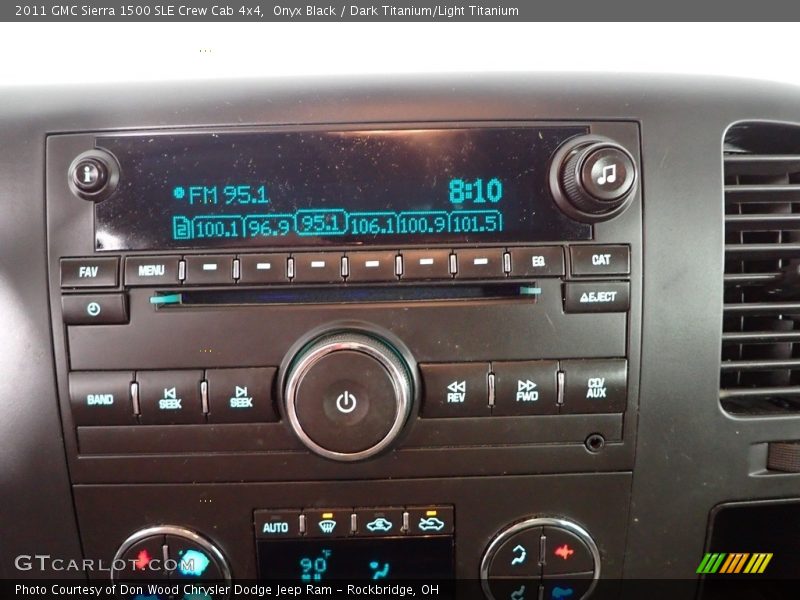 2011 GMC Sierra 1500 SLE Crew Cab 4x4,  Onyx Black / Dark Titanium/Light Titanium
FM 95.1 8:10
2 100.1 96.9 95.1 106.1 100.9 101.5
FAV MENU EQ CAT
EJECT
BAND SEEK SEEK REV FWD CD/AUX
AUTO
90°F
GTCARLOT.COM
Photo Courtesy of Don Wood Chrysler Dodge Jeep Ram – Rockbridge, OH